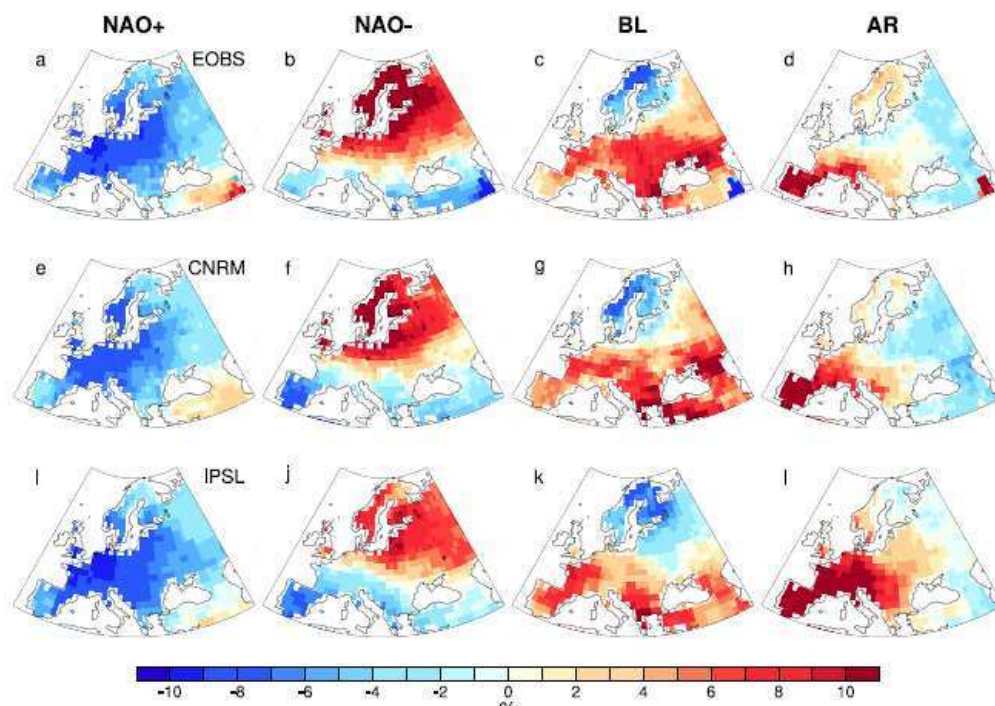 NAO+ NAO- BL AR
a EOBS b c d
e CNRM f g h
i IPSL j k l
-10 -8 -6 -4 -2 0 2 4 6 8 10
%